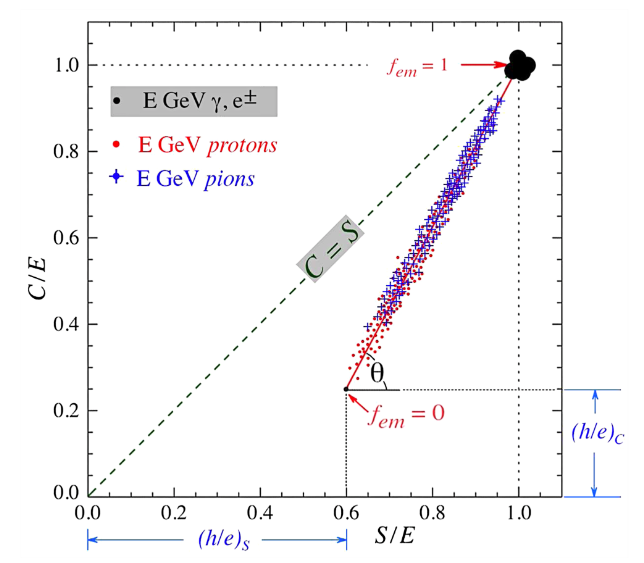 1.0
f_em = 1
E GeV γ, e±
0.8
E GeV protons
E GeV pions
0.6
C = S
C/E
0.4
θ
f_em = 0
0.2
(h/e)_C
0.0
0.0 0.2 0.4 0.6 0.8 1.0
(h/e)_S
S/E